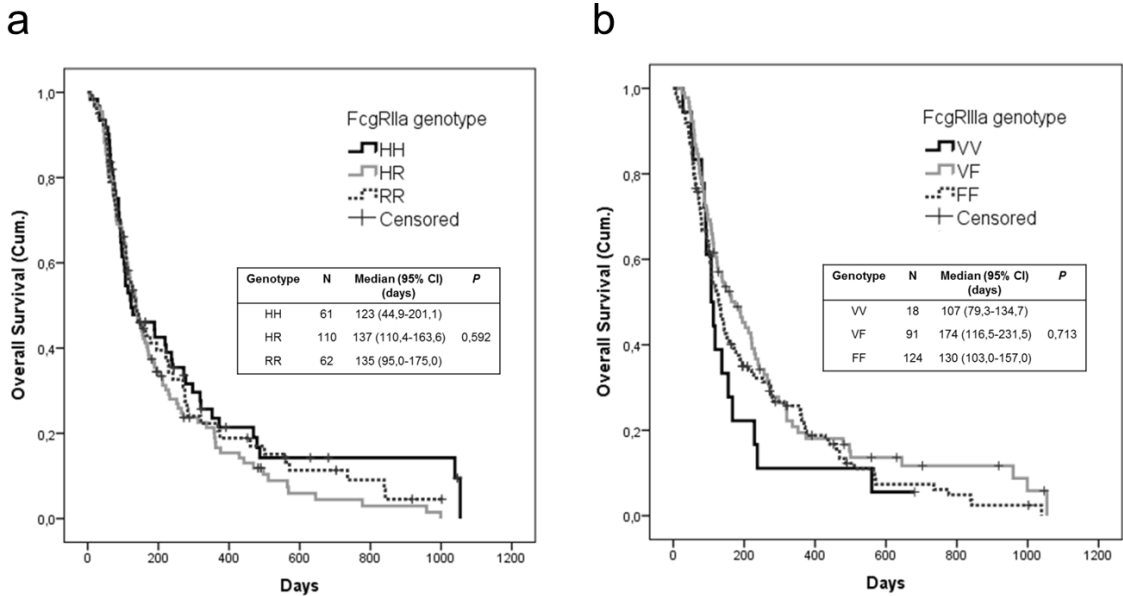 a
FcgRIIa genotype
HH
HR
RR
Censored
Genotype N Median (95% CI) P
(days)
HH 61 123 (44,9-201,1)
HR 110 137 (110,4-163,6) 0,592
RR 62 135 (95,0-175,0)
Overall Survival (Cum.)
1,0
0,8
0,6
0,4
0,2
0,0
0 200 400 600 800 1000 1200
Days
b
FcgRIIIa genotype
VV
VF
FF
Censored
Genotype N Median (95% CI) P
(days)
VV 18 107 (79,3-134,7)
VF 91 174 (116,5-231,5) 0,713
FF 124 130 (103,0-157,0)
Overall Survival (Cum.)
1,0
0,8
0,6
0,4
0,2
0,0
0 200 400 600 800 1000 1200
Days